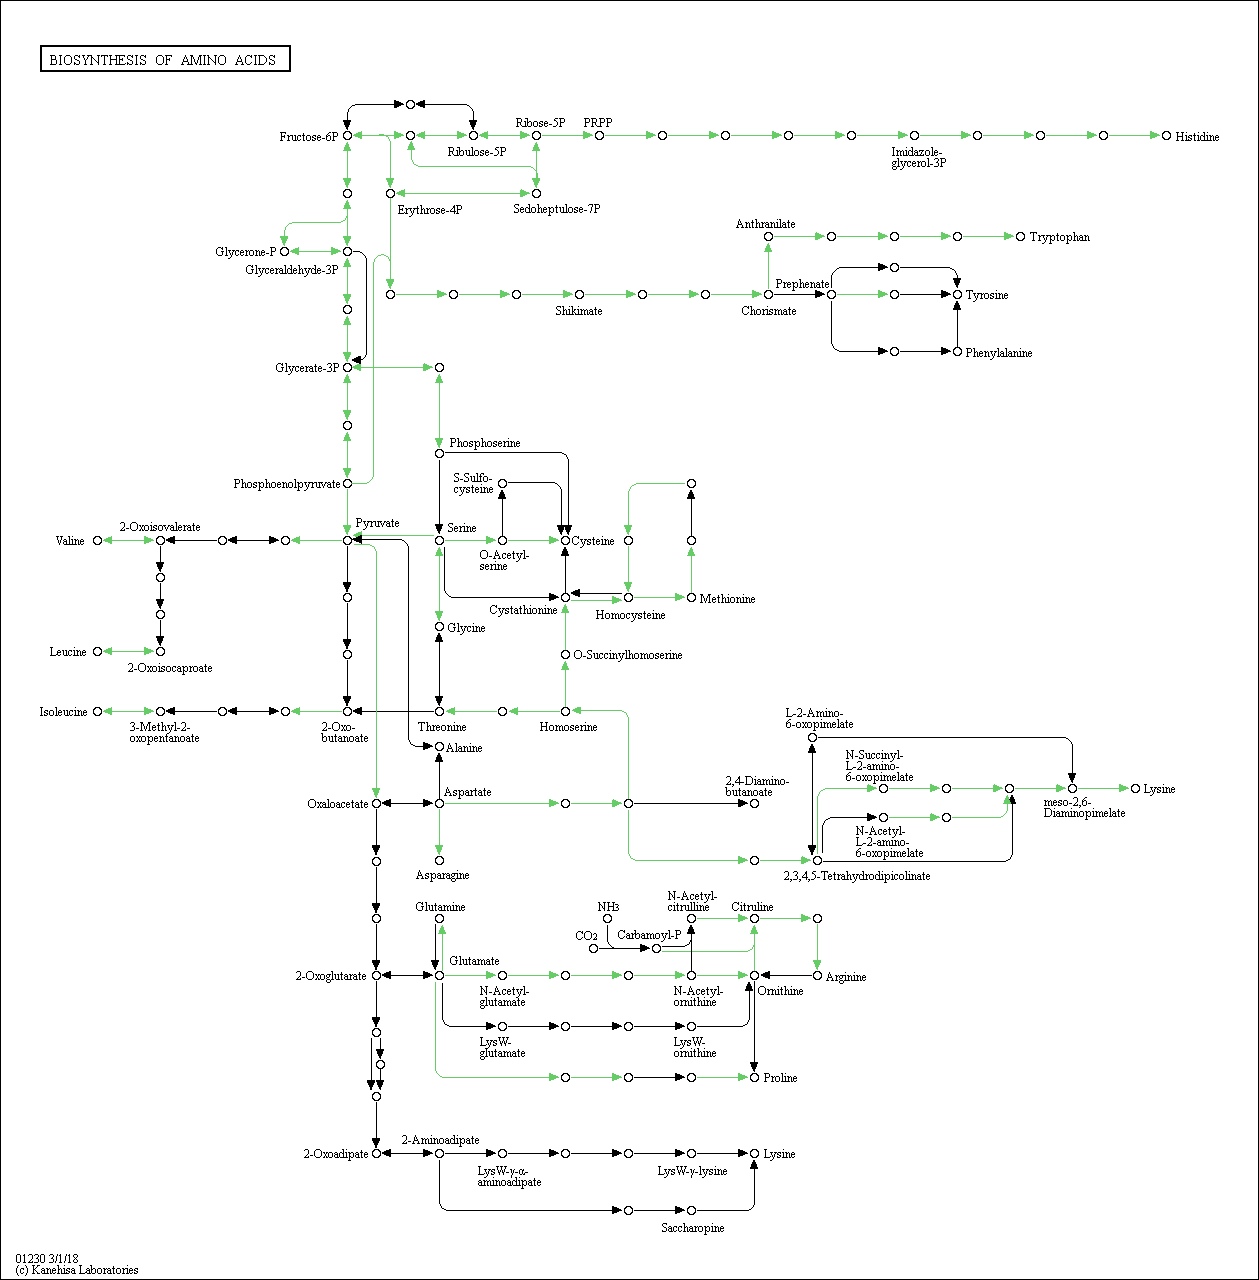 BIOSYNTHESIS OF AMINO ACIDS
Ribose-5P
PRPP
Fructose-6P
Ribulose-5P
Histidine
Imidazole-
glycerol-3P
Erythrose-4P
Sedoheptulose-7P
Anthranilate
Tryptophan
Glycerone-P
Glyceraldehyde-3P
Prephenate
Tyrosine
Shikimate
Chorismate
Phenylalanine
Glycerate-3P
Phosphoserine
S-Sulfo-
cysteine
Phosphoenolpyruvate
2-Oxoisovalerate
Pyruvate
Serine
Valine
Cysteine
O-Acetyl-
serine
Cystathionine
Homocysteine
Methionine
Glycine
Leucine
2-Oxoisocaproate
O-Succinylhomoserine
Isoleucine
3-Methyl-2-
oxopentanoate
2-Oxo-
butanoate
Threonine
Homoserine
L-2-Amino-
6-oxopimelate
Alanine
N-Succinyl-
L-2-amino-
6-oxopimelate
2,4-Diamino-
butanoate
Oxaloacetate
Aspartate
Lysine
meso-2,6-
Diaminopimelate
N-Acetyl-
L-2-amino-
6-oxopimelate
Asparagine
2,3,4,5-Tetrahydrodipicolinate
Glutamine
NH3
N-Acetyl-
citrulline
Citruline
CO2
Carbamoyl-P
Glutamate
2-Oxoglutarate
Arginine
N-Acetyl-
glutamate
N-Acetyl-
ornithine
Ornithine
LysW-
glutamate
LysW-
ornithine
Proline
2-Aminoadipate
2-Oxoadipate
Lysine
LysW-γ-α-
aminoadipate
LysW-γ-lysine
Saccharopine
01230 3/1/18
(c) Kanehisa Laboratories